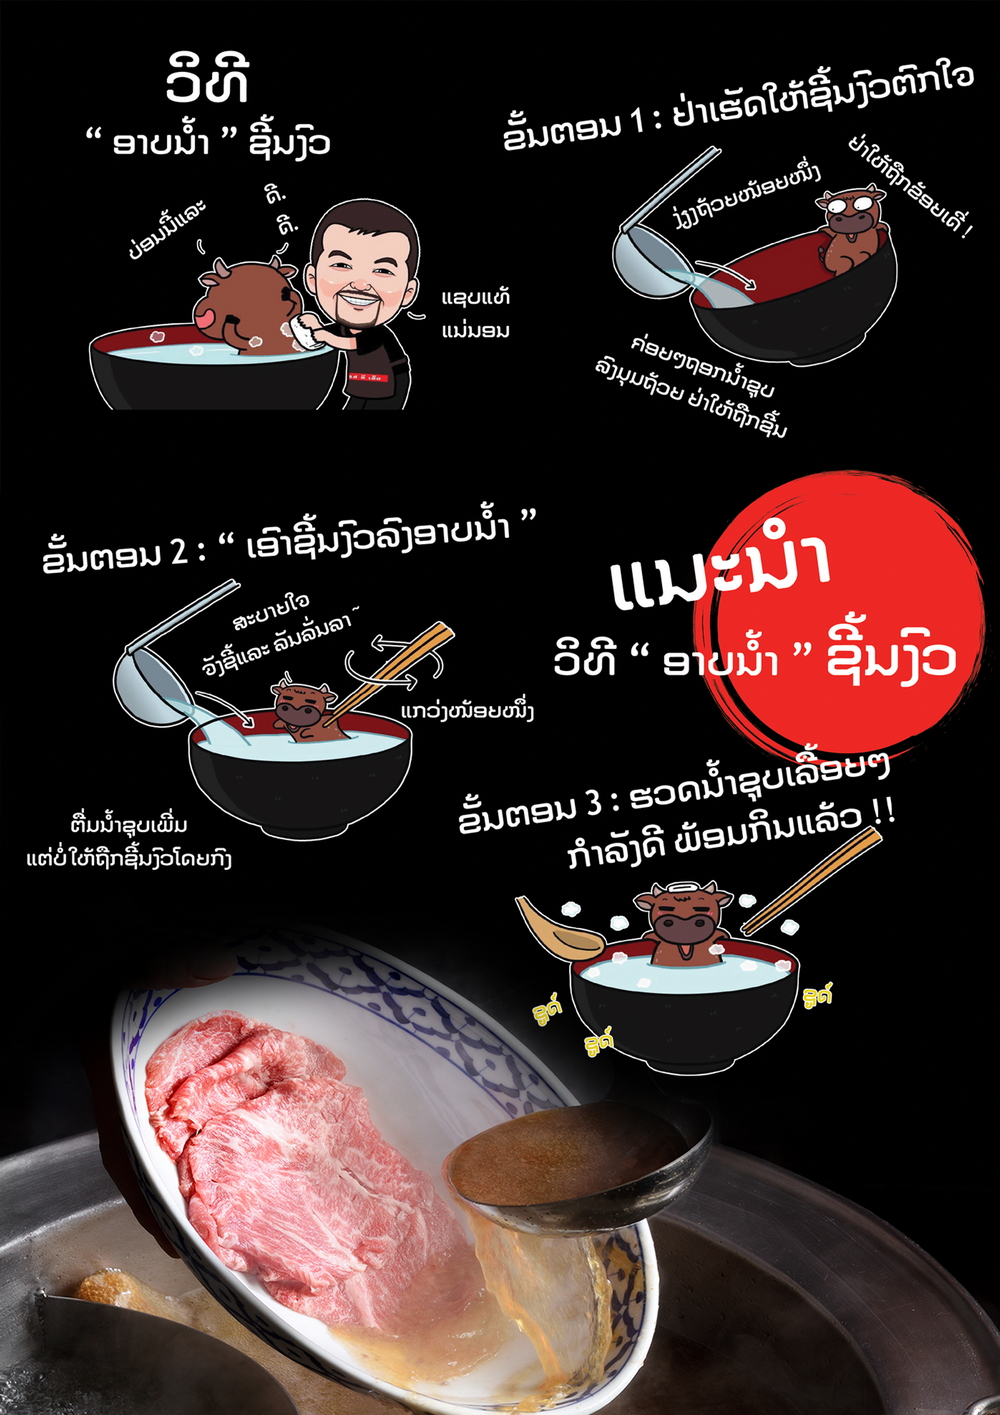 ວິທີ
“ ອາບນ້ຳ ” ຊີ້ນງົວ
ບ່ອນນີ້ແລະ
ດີ.
ດີ.
ແຊບແທ້
ແນ່ນອນ
ຂັ້ນຕອນ 1 : ຢ່າເຮັດໃຫ້ຊີ້ນງົວຕົກໃຈ
ຢ່າໃຫ້ຖືກຂ້ອຍເດີ່ !
ງ່ຽງຖ້ວຍໜ້ອຍໜຶ່ງ
ຄ່ອຍໆຖອກນ້ຳຊຸບ
ລົງມຸມຖ້ວຍ ຢ່າໃຫ້ຖືກຊີ້ນ
ຂັ້ນຕອນ 2 : “ ເອົາຊີ້ນງົວລົງອາບນ້ຳ ”
ສະບາຍໃຈ
ວັງຊີ້ແລະ ລັນລັ່ນລາ~
ແກວ່ງໜ້ອຍໜຶ່ງ
ຕື່ມນ້ຳຊຸບເພີ່ມ
ແຕ່ບໍ່ໃຫ້ຖືກຊີ້ນງົວໂດຍກົງ
ແນະນຳ
ວິທີ “ ອາບນ້ຳ ” ຊີ້ນງົວ
ຂັ້ນຕອນ 3 : ຮວດນ້ຳຊຸບເລື້ອຍໆ
ກຳລັງດີ ພ້ອມກິນແລ້ວ !!